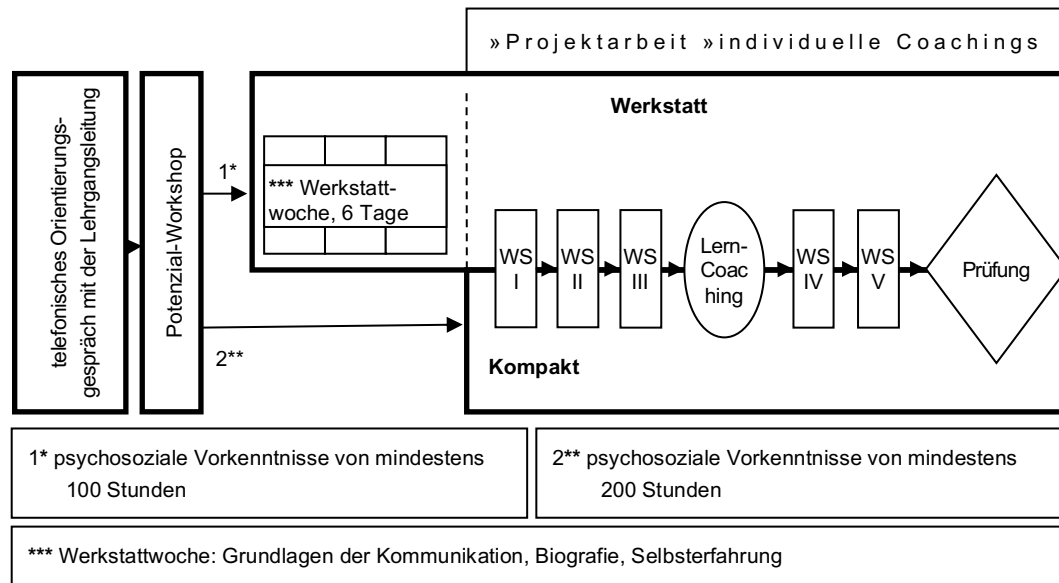 »Projektarbeit »individuelle Coachings
telefonisches Orientierungs-
gespräch mit der Lehrgangsleitung
Potenzial-Workshop
1*
2**
Werkstatt
*** Werkstatt-
woche, 6 Tage
WS
I
WS
II
WS
III
Lern-
Coac
hing
WS
IV
WS
V
Prüfung
Kompakt
1* psychosoziale Vorkenntnisse von mindestens
100 Stunden
2** psychosoziale Vorkenntnisse von mindestens
200 Stunden
*** Werkstattwoche: Grundlagen der Kommunikation, Biografie, Selbsterfahrung